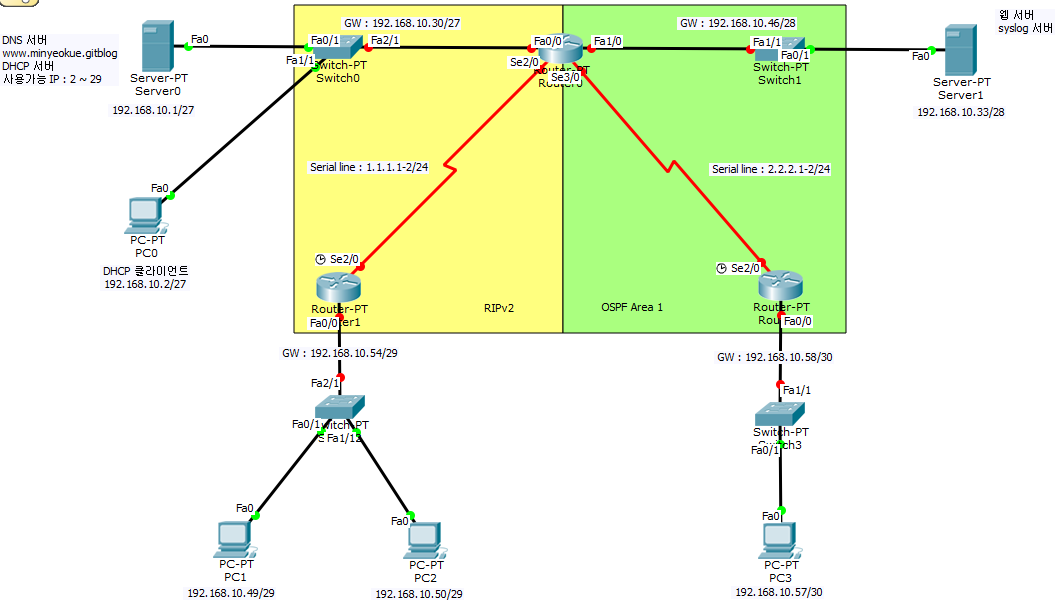 DNS 서버
www.minyeokue.gitblog
DHCP 서버
사용가능 IP : 2 ~ 29
Fa0
Server-PT
Server0
192.168.10.1/27
GW : 192.168.10.30/27
Fa0/1
Fa2/1
Fa1/1
Switch-PT
Switch0
Fa0/0
Fa1/0
Se2/0
Se3/0
Router-PT
Router0
GW : 192.168.10.46/28
Fa1/1
Fa0/1
Switch-PT
Switch1
웹 서버
syslog 서버
Fa0
Server-PT
Server1
192.168.10.33/28
Serial line : 1.1.1.1-2/24
Serial line : 2.2.2.1-2/24
Fa0
PC-PT
PC0
DHCP 클라이언트
192.168.10.2/27
Se2/0
Router-PT
Fa0/0
RIPv2
OSPF Area 1
Se2/0
Router-PT
Fa0/0
GW : 192.168.10.54/29
Fa2/1
Switch-PT
Fa0/1
Fa1/1
GW : 192.168.10.58/30
Fa1/1
Switch-PT
Switch3
Fa0/1
Fa0
PC-PT
PC1
192.168.10.49/29
Fa0
PC-PT
PC2
192.168.10.50/29
Fa0
PC-PT
PC3
192.168.10.57/30